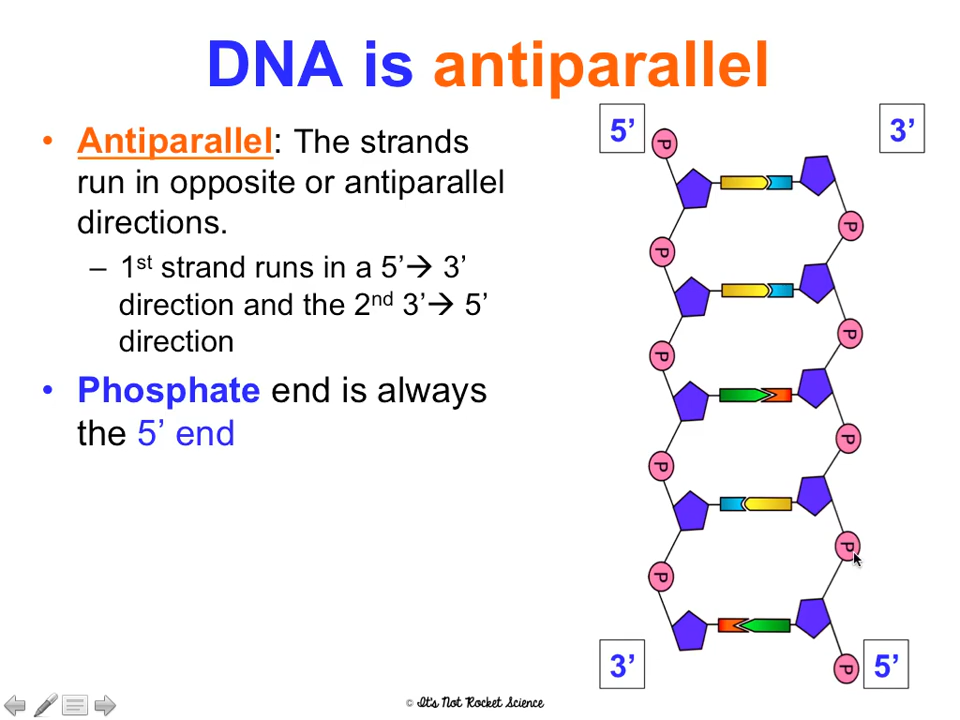 DNA is antiparallel
• Antiparallel: The strands
run in opposite or antiparallel
directions.
– 1st strand runs in a 5’→ 3’
direction and the 2nd 3’→ 5’
direction
• Phosphate end is always
the 5’ end
5’
3’
P
P
P
P
P
P
P
P
P
P
3’
5’
© It's Not Rocket Science